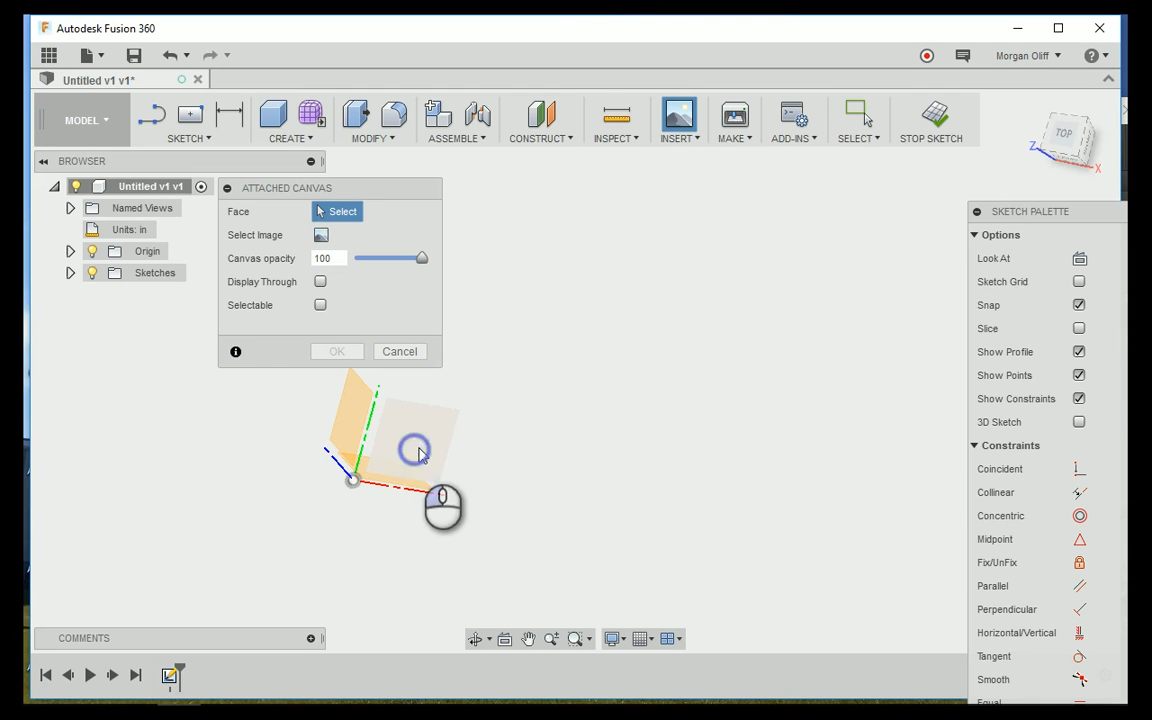 Autodesk Fusion 360
Morgan Oliff
Untitled v1 v1*
MODEL
SKETCH
CREATE
MODIFY
ASSEMBLE
CONSTRUCT
INSPECT
INSERT
MAKE
ADD-INS
SELECT
STOP SKETCH
TOP
Z
X
BROWSER
Untitled v1 v1
Named Views
Units: in
Origin
Sketches
ATTACHED CANVAS
Face Select
Select Image
Canvas opacity 100
Display Through
Selectable
OK Cancel
SKETCH PALETTE
Options
Look At
Sketch Grid
Snap
Slice
Show Profile
Show Points
Show Constraints
3D Sketch
Constraints
Coincident
Collinear
Concentric
Midpoint
Fix/UnFix
Parallel
Perpendicular
Horizontal/Vertical
Tangent
Smooth
Equal
COMMENTS